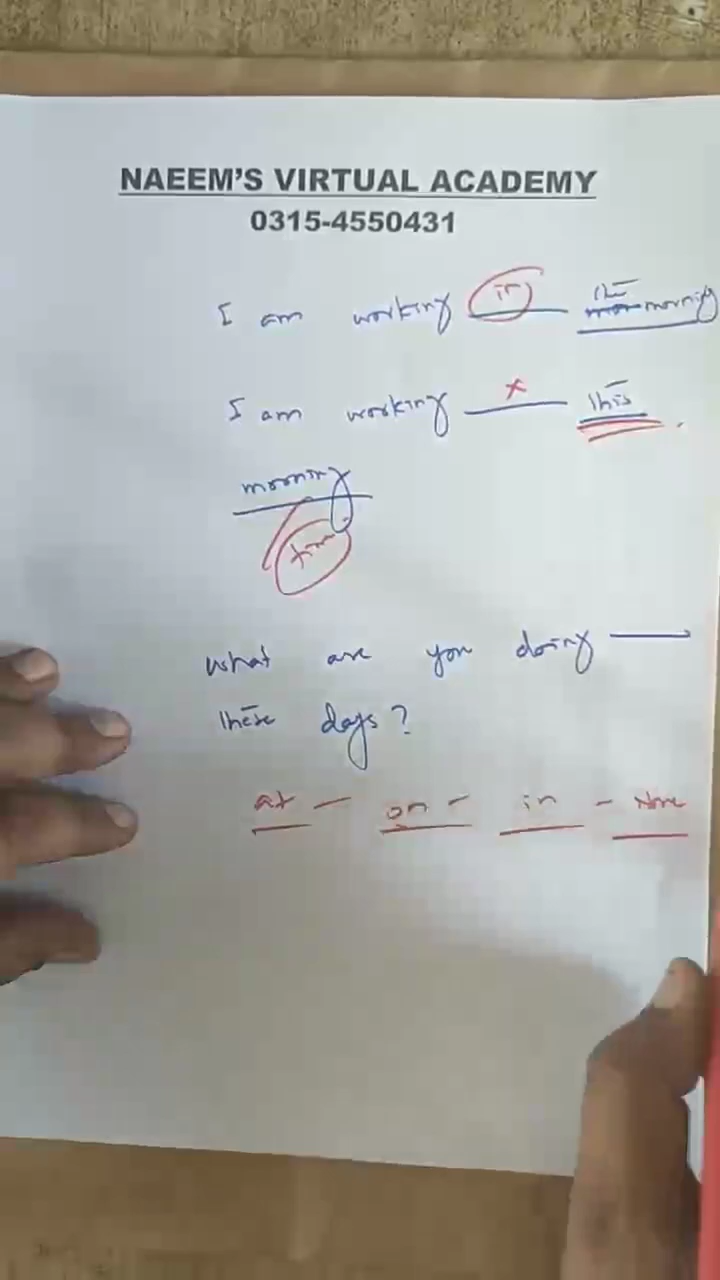 NAEEM'S VIRTUAL ACADEMY
0315-4550431
I am working in the morning
I am working × this
morning
time
What are you doing
these days?
at - on - in - None